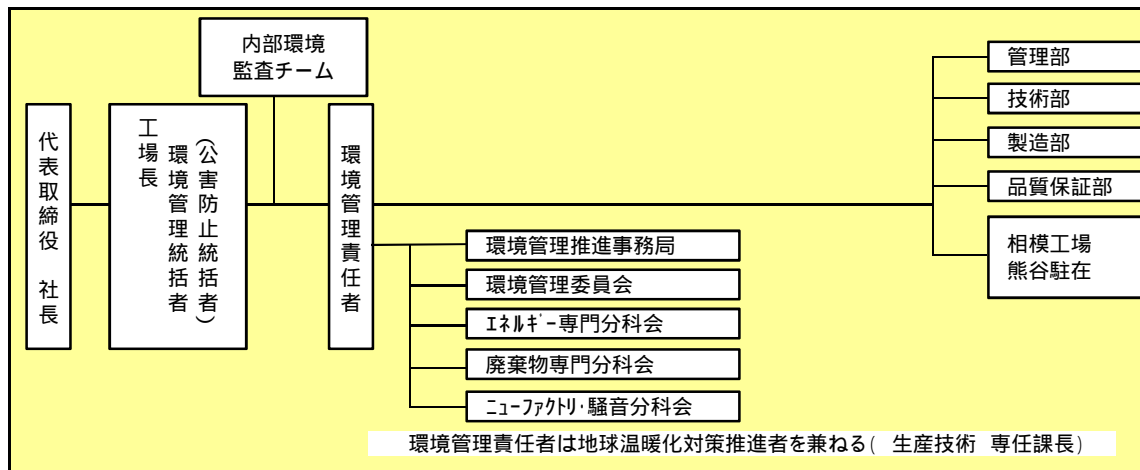 内部環境
監査チーム
代表取締役 社長
工場長
環境管理統括者
(公害防止統括者)
環境管理責任者
環境管理推進事務局
環境管理委員会
ｴﾈﾙｷﾞｰ専門分科会
廃棄物専門分科会
ﾆｭｰﾌｧｸﾄﾘ･騒音分科会
管理部
技術部
製造部
品質保証部
相模工場
熊谷駐在
環境管理責任者は地球温暖化対策推進者を兼ねる( 生産技術 専任課長)